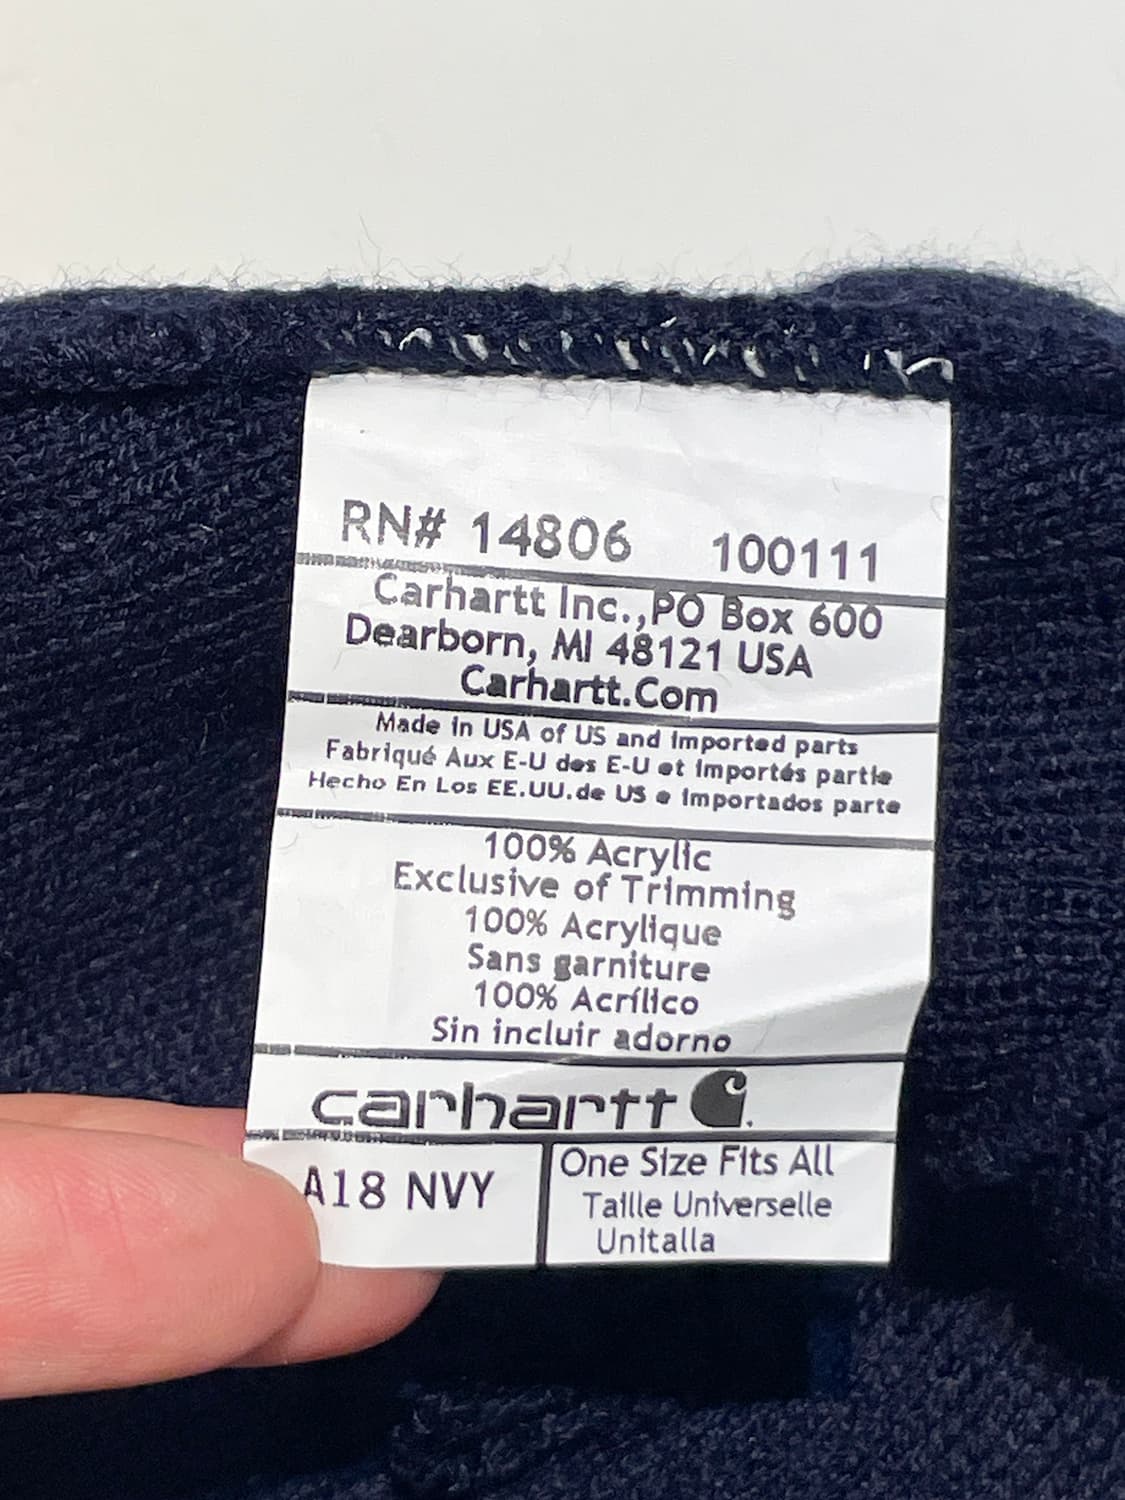 RN# 14806 100111
Carhartt Inc.,PO Box 600
Dearborn, MI 48121 USA
Carhartt.Com
Made in USA of US and Imported parts
Fabriqué Aux E-U des E-U et Importés partie
Hecho En Los EE.UU.de US e Importados parte
100% Acrylic
Exclusive of Trimming
100% Acrylique
Sans garniture
100% Acrílico
Sin incluir adorno
carhartt
A18 NVY
One Size Fits All
Taille Universelle
Unitalla